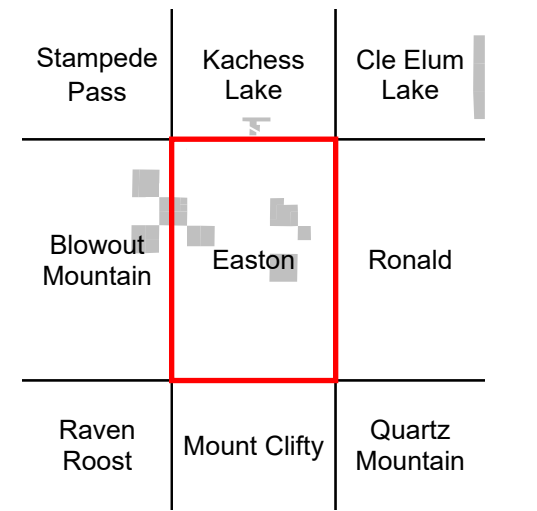 Stampede
Pass
Kachess
Lake
Cle Elum
Lake
Blowout
Mountain
Easton
Ronald
Raven
Roost
Mount Clifty
Quartz
Mountain